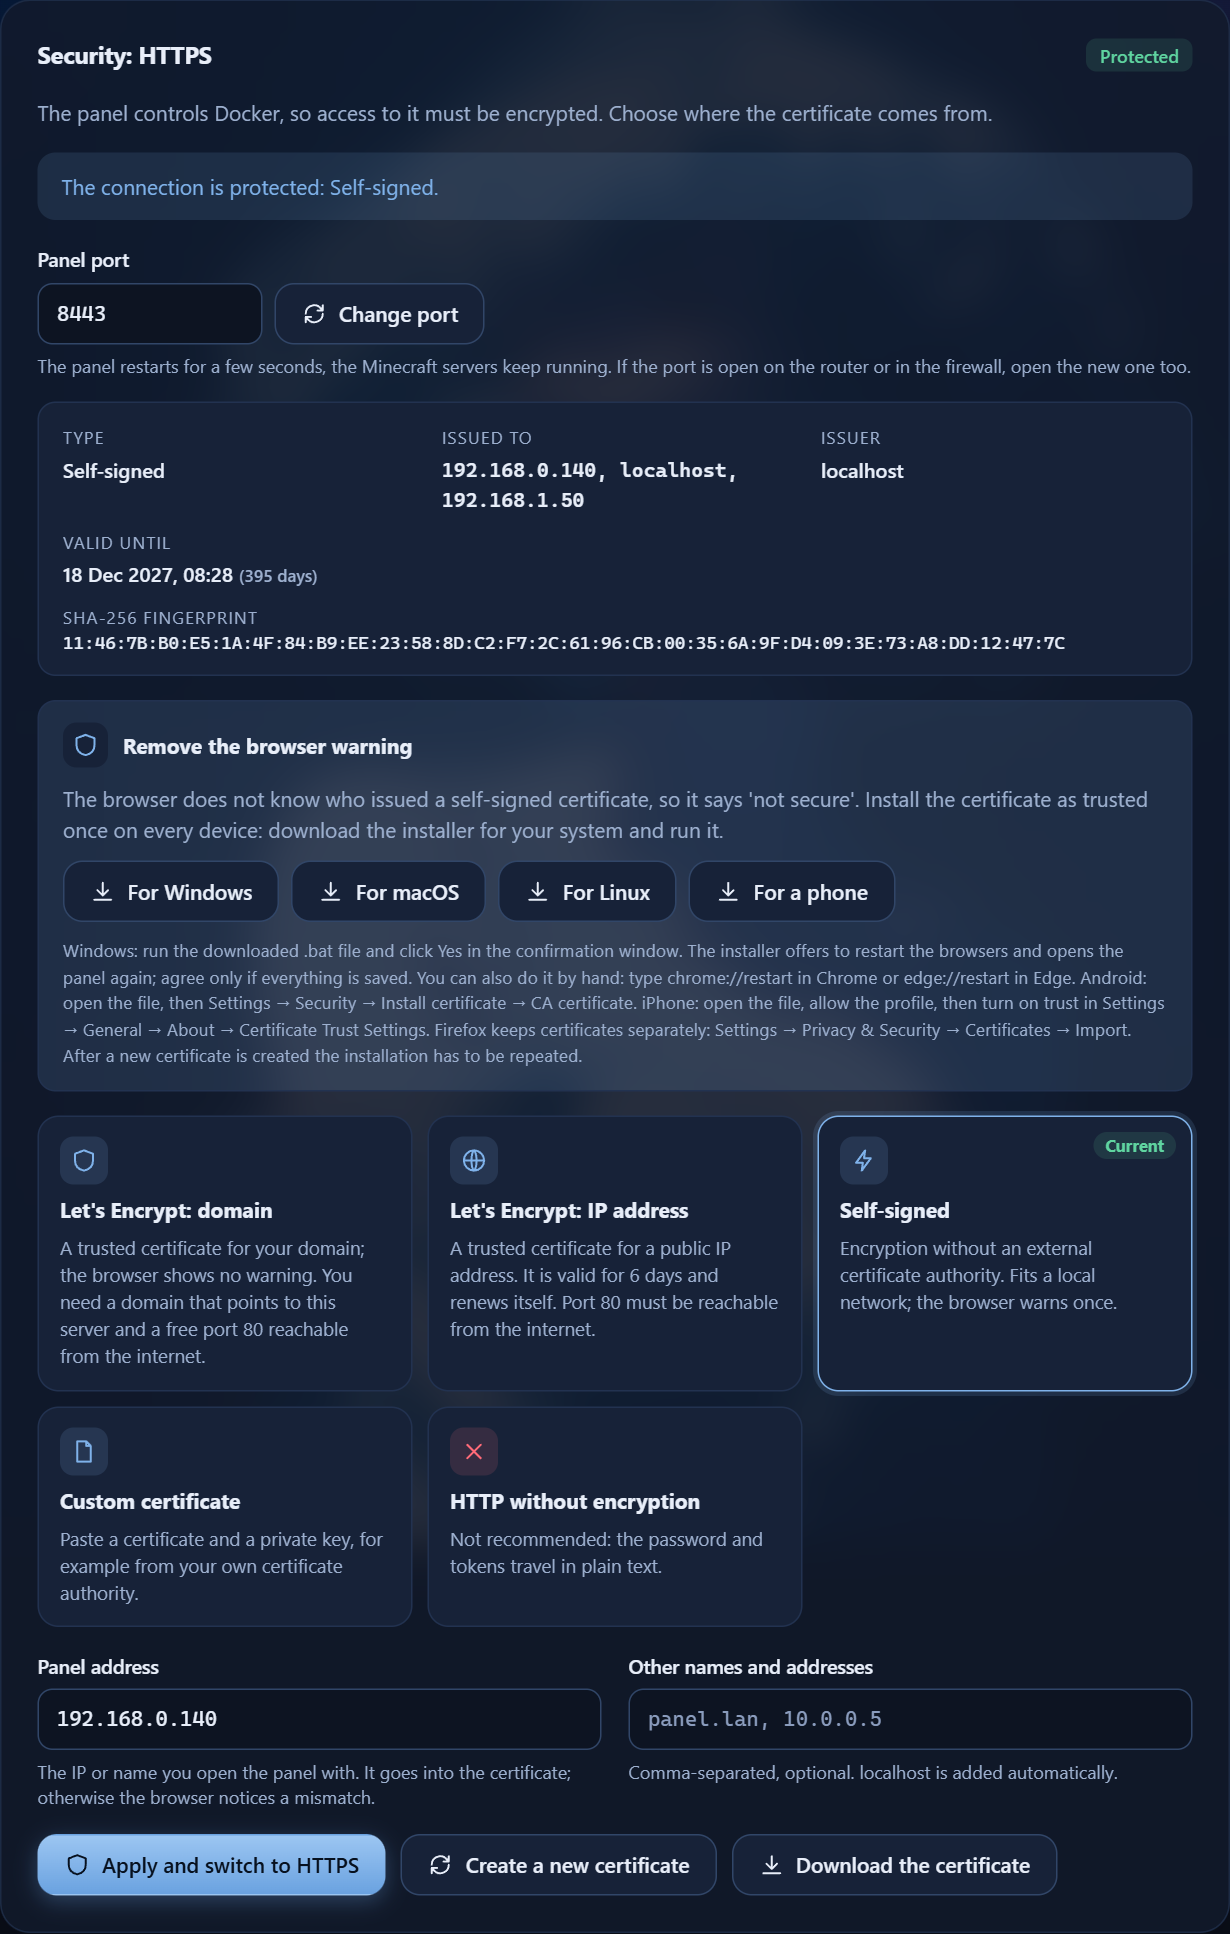 Security: HTTPS
Protected
The panel controls Docker, so access to it must be encrypted. Choose where the certificate comes from.
The connection is protected: Self-signed.
Panel port
8443
Change port
The panel restarts for a few seconds, the Minecraft servers keep running. If the port is open on the router or in the firewall, open the new one too.
TYPE
Self-signed
ISSUED TO
192.168.0.140, localhost,
192.168.1.50
ISSUER
localhost
VALID UNTIL
18 Dec 2027, 08:28 (395 days)
SHA-256 FINGERPRINT
11:46:7B:B0:E5:1A:4F:84:B9:EE:23:58:8D:C2:F7:2C:61:96:CB:00:35:6A:9F:D4:09:3E:73:A8:DD:12:47:7C
Remove the browser warning
The browser does not know who issued a self-signed certificate, so it says 'not secure'. Install the certificate as trusted
once on every device: download the installer for your system and run it.
For Windows
For macOS
For Linux
For a phone
Windows: run the downloaded .bat file and click Yes in the confirmation window. The installer offers to restart the browsers and opens the
panel again; agree only if everything is saved. You can also do it by hand: type chrome://restart in Chrome or edge://restart in Edge. Android:
open the file, then Settings → Security → Install certificate → CA certificate. iPhone: open the file, allow the profile, then turn on trust in Settings
→ General → About → Certificate Trust Settings. Firefox keeps certificates separately: Settings → Privacy & Security → Certificates → Import.
After a new certificate is created the installation has to be repeated.
Let's Encrypt: domain
A trusted certificate for your domain;
the browser shows no warning. You
need a domain that points to this
server and a free port 80 reachable
from the internet.
Let's Encrypt: IP address
A trusted certificate for a public IP
address. It is valid for 6 days and
renews itself. Port 80 must be reachable
from the internet.
Current
Self-signed
Encryption without an external
certificate authority. Fits a local
network; the browser warns once.
Custom certificate
Paste a certificate and a private key, for
example from your own certificate
authority.
HTTP without encryption
Not recommended: the password and
tokens travel in plain text.
Panel address
192.168.0.140
The IP or name you open the panel with. It goes into the certificate;
otherwise the browser notices a mismatch.
Other names and addresses
panel.lan, 10.0.0.5
Comma-separated, optional. localhost is added automatically.
Apply and switch to HTTPS
Create a new certificate
Download the certificate